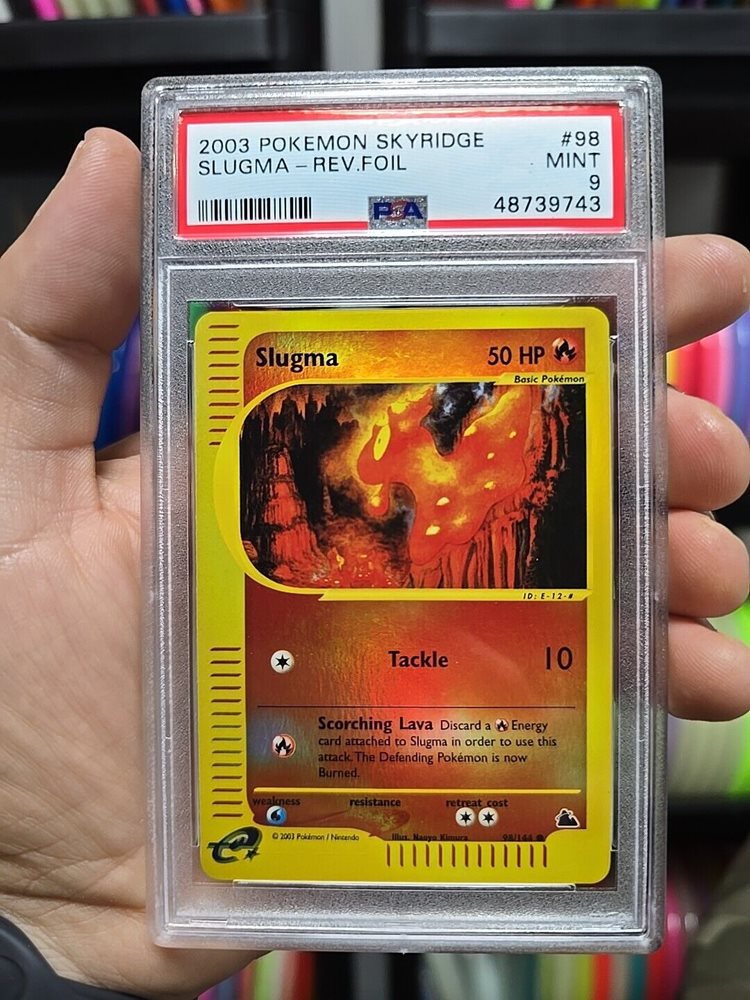 2003 POKEMON SKYRIDGE #98
SLUGMA - REV.FOIL MINT
9
PSA 48739743
Slugma 50 HP
Basic Pokémon
ID: E-12-#
Tackle 10
Scorching Lava Discard a Energy
card attached to Slugma in order to use this
attack. The Defending Pokémon is now
Burned.
weakness resistance retreat cost
e
© 2003 Pokémon / Nintendo Illus. Naoyo Kimura 98/144